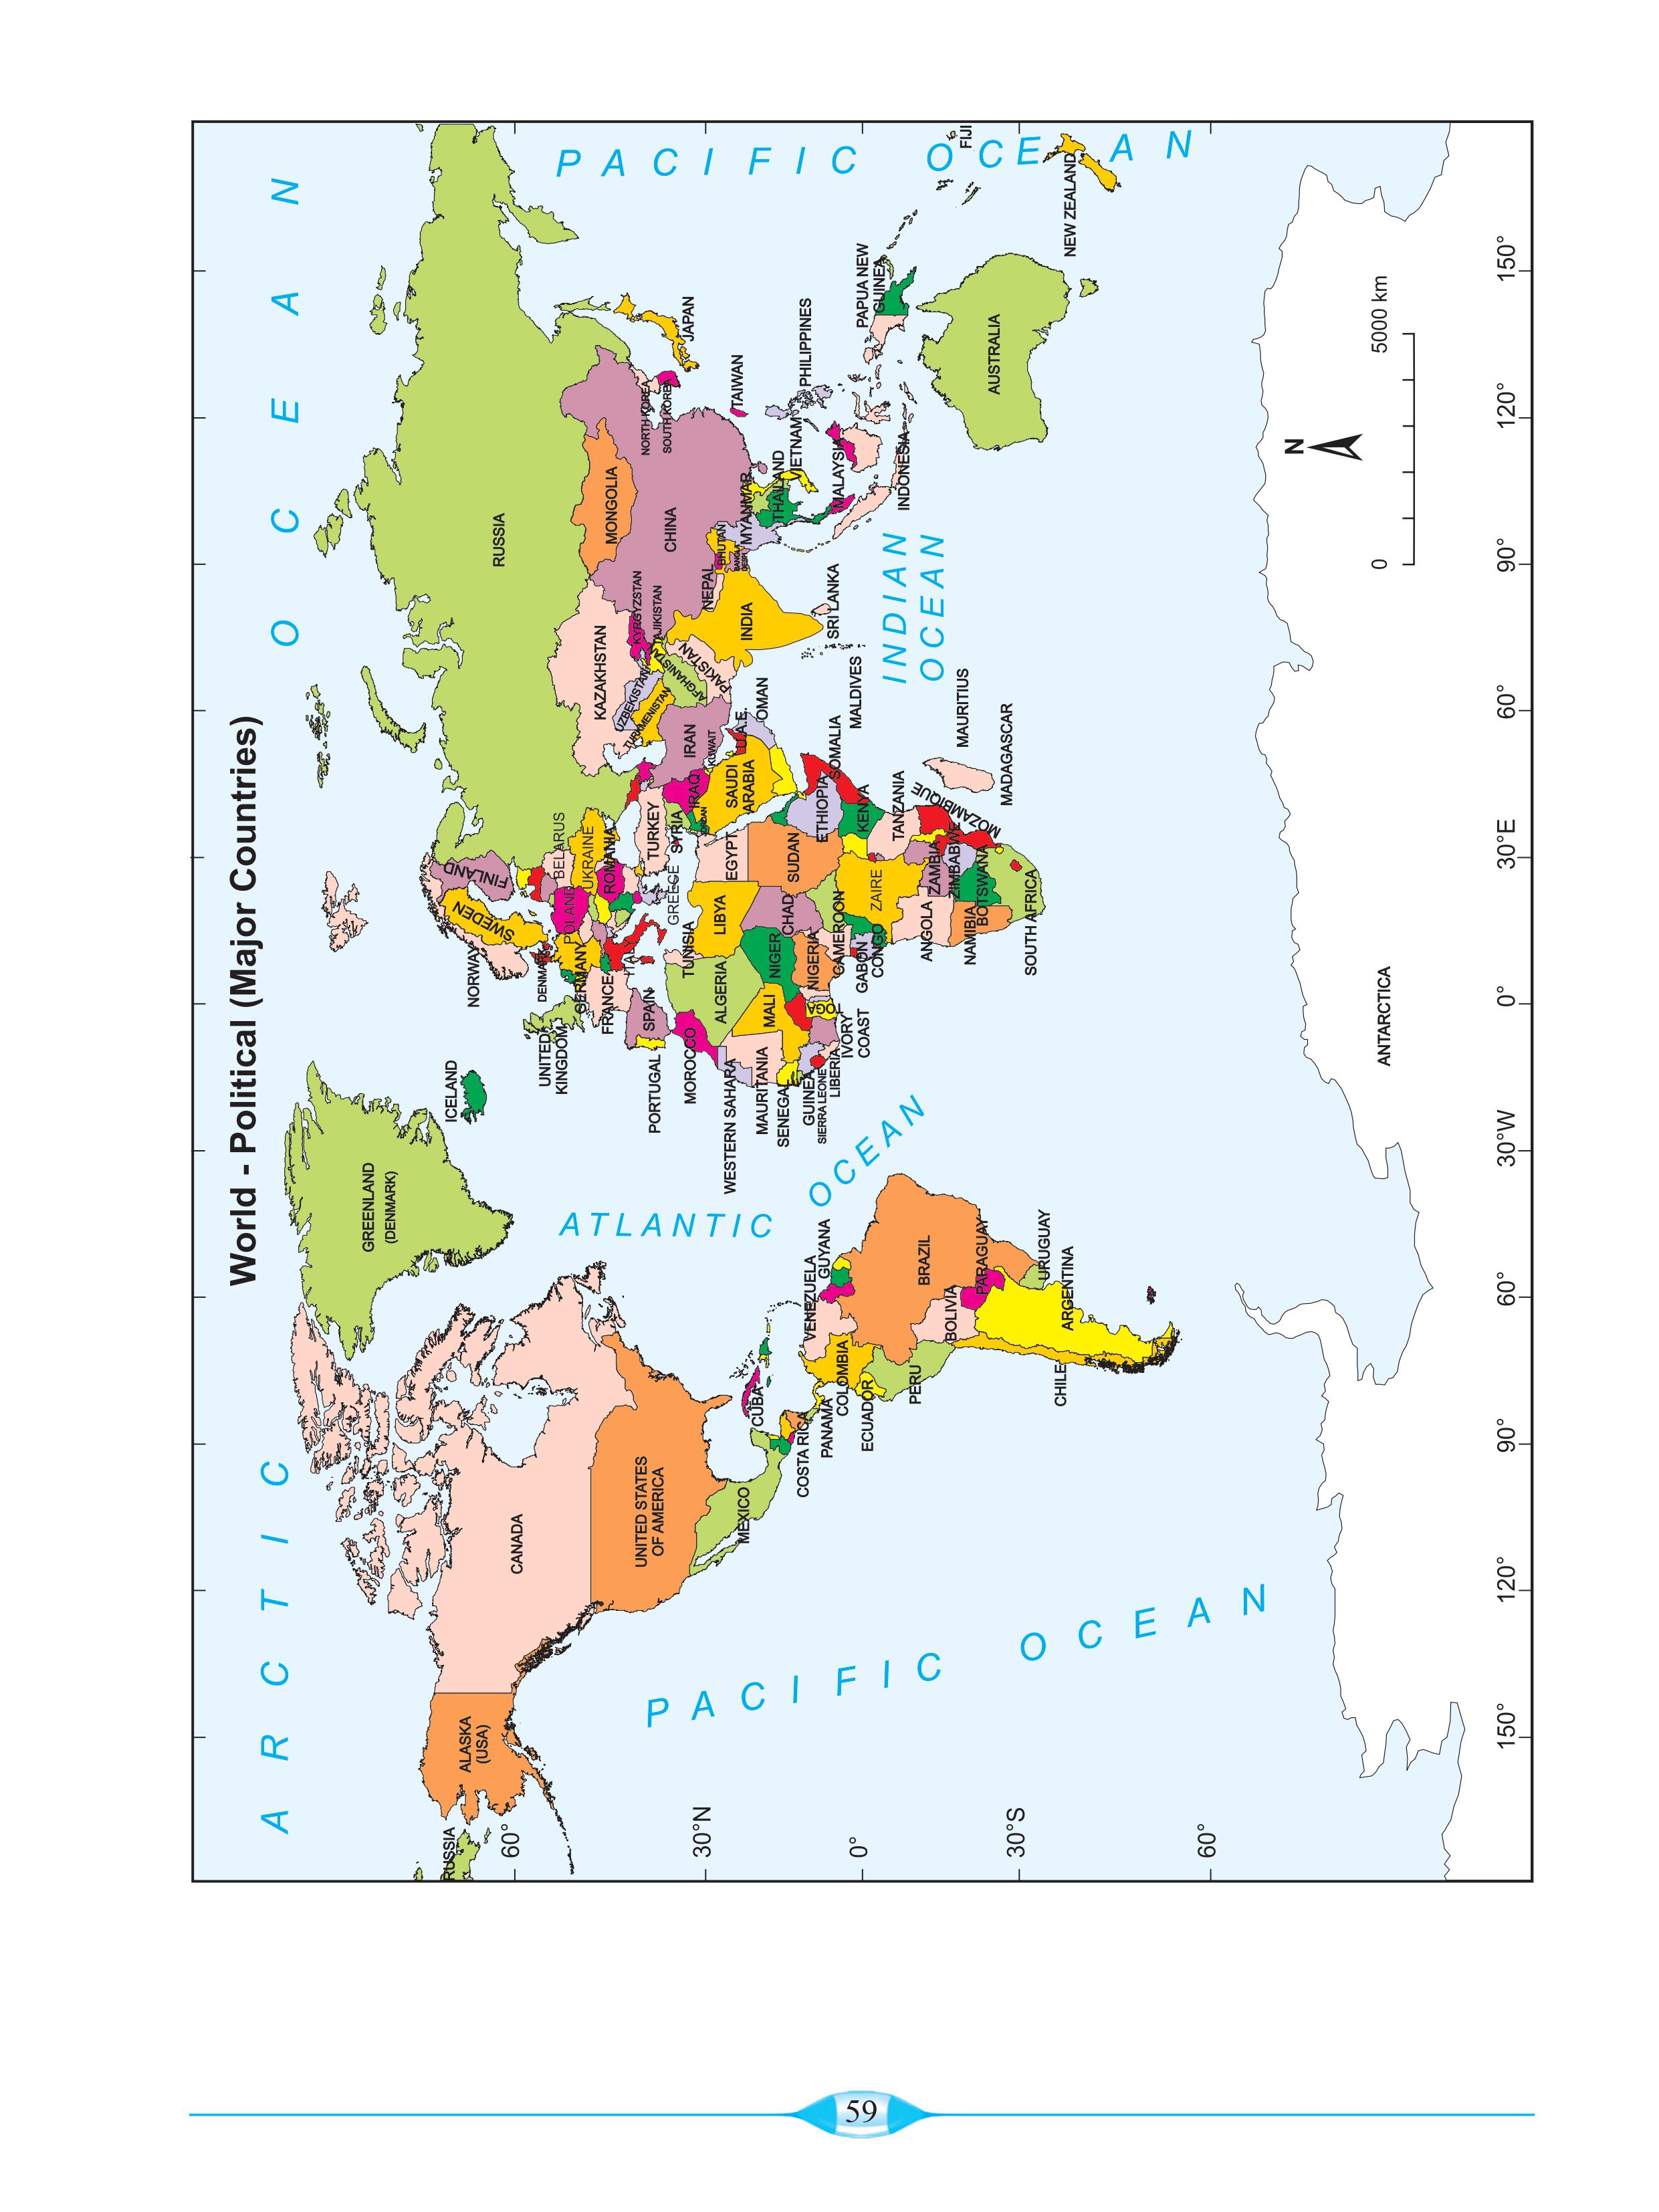 World - Political (Major Countries)
ARCTIC OCEAN
RUSSIA
ALASKA
(USA)
CANADA
GREENLAND
(DENMARK)
ICELAND
UNITED STATES
OF AMERICA
MEXICO
CUBA
COSTA RICA
PANAMA
VENEZUELA
GUYANA
COLOMBIA
ECUADOR
PERU
BRAZIL
BOLIVIA
PARAGUAY
URUGUAY
ARGENTINA
CHILE
ATLANTIC
OCEAN
PACIFIC OCEAN
NORWAY
SWEDEN
FINLAND
DENMARK
UNITED
KINGDOM
GERMANY
POLAND
BELARUS
UKRAINE
ROMANIA
FRANCE
ITALY
SPAIN
PORTUGAL
GREECE
TURKEY
SYRIA
IRAQ
IRAN
KUWAIT
JORDAN
SAUDI
ARABIA
U.A.E.
OMAN
RUSSIA
KAZAKHSTAN
UZBEKISTAN
TURKMENISTAN
KYRGYZSTAN
TAJIKISTAN
AFGHANISTAN
PAKISTAN
MONGOLIA
CHINA
NORTH KOREA
SOUTH KOREA
JAPAN
TAIWAN
NEPAL
BHUTAN
BANGLA
DESH
INDIA
MYANMAR
THAILAND
VIETNAM
PHILIPPINES
MALAYSIA
INDONESIA
SRI LANKA
MALDIVES
PAPUA NEW
GUINEA
AUSTRALIA
NEW ZEALAND
FIJI
PACIFIC OCEAN
INDIAN
OCEAN
MOROCCO
TUNISIA
ALGERIA
LIBYA
EGYPT
WESTERN SAHARA
MAURITANIA
MALI
NIGER
CHAD
SUDAN
SENEGAL
GUINEA
SIERRA LEONE
LIBERIA
IVORY
COAST
TOGA
NIGERIA
CAMEROON
GABON
CONGO
ZAIRE
ETHIOPIA
SOMALIA
KENYA
TANZANIA
ANGOLA
ZAMBIA
ZIMBABWE
MOZAMBIQUE
NAMIBIA
BOTSWANA
SOUTH AFRICA
MADAGASCAR
MAURITIUS
ANTARCTICA
N
0 5000 km
60°
30°N
0°
30°S
60°
150° 120° 90° 60° 30°W 0° 30°E 60° 90° 120° 150°
59